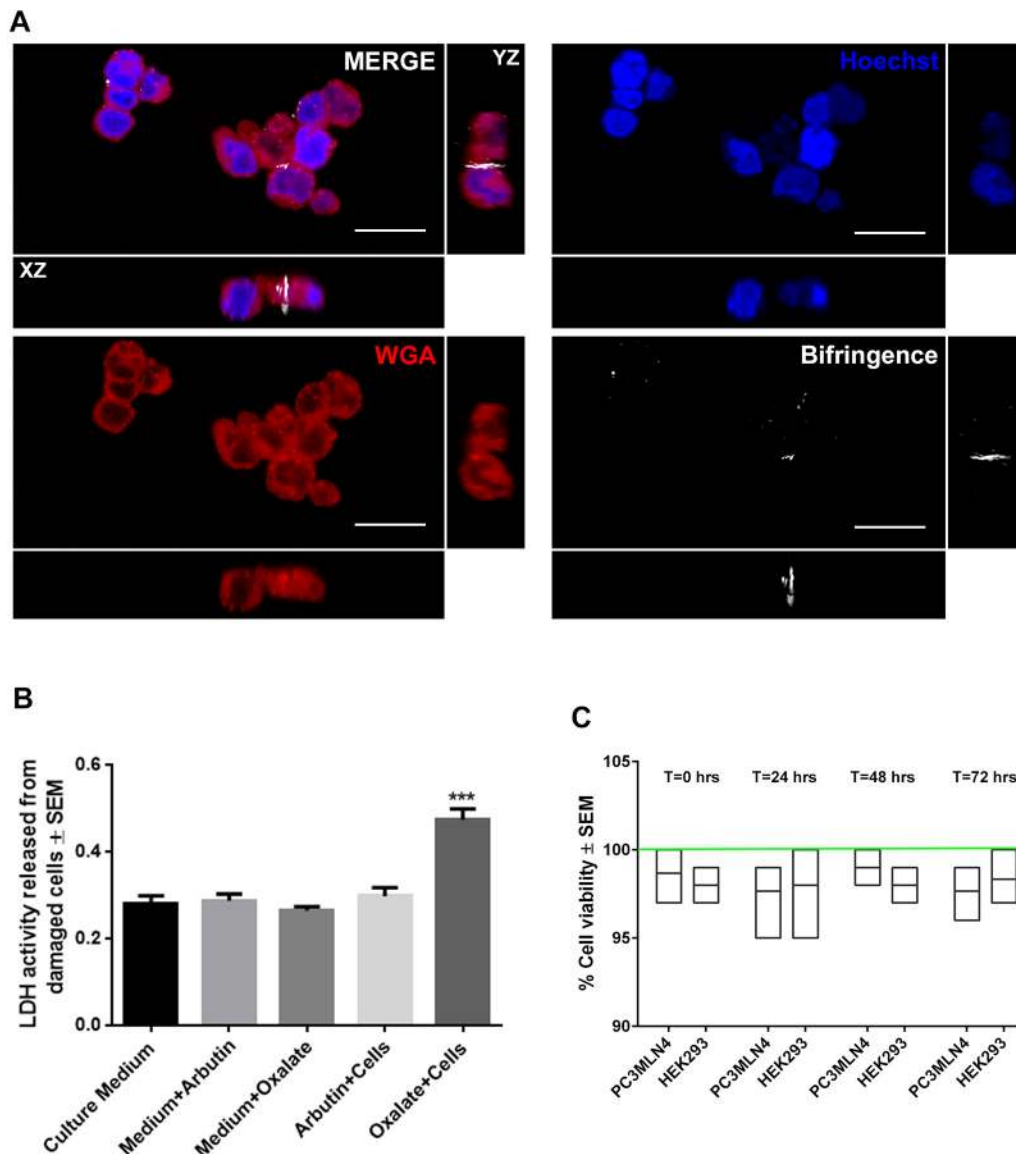 A
MERGE
YZ
Hoechst
XZ
WGA
Bifringence
B
LDH activity released from
damaged cells ± SEM
0.6
0.4
0.2
0.0
***
Culture Medium
Medium+Arbutin
Medium+Oxalate
Arbutin+Cells
Oxalate+Cells
C
% Cell viability ± SEM
105
100
95
90
T=0 hrs
T=24 hrs
T=48 hrs
T=72 hrs
PC3MLN4
HEK293
PC3MLN4
HEK293
PC3MLN4
HEK293
PC3MLN4
HEK293